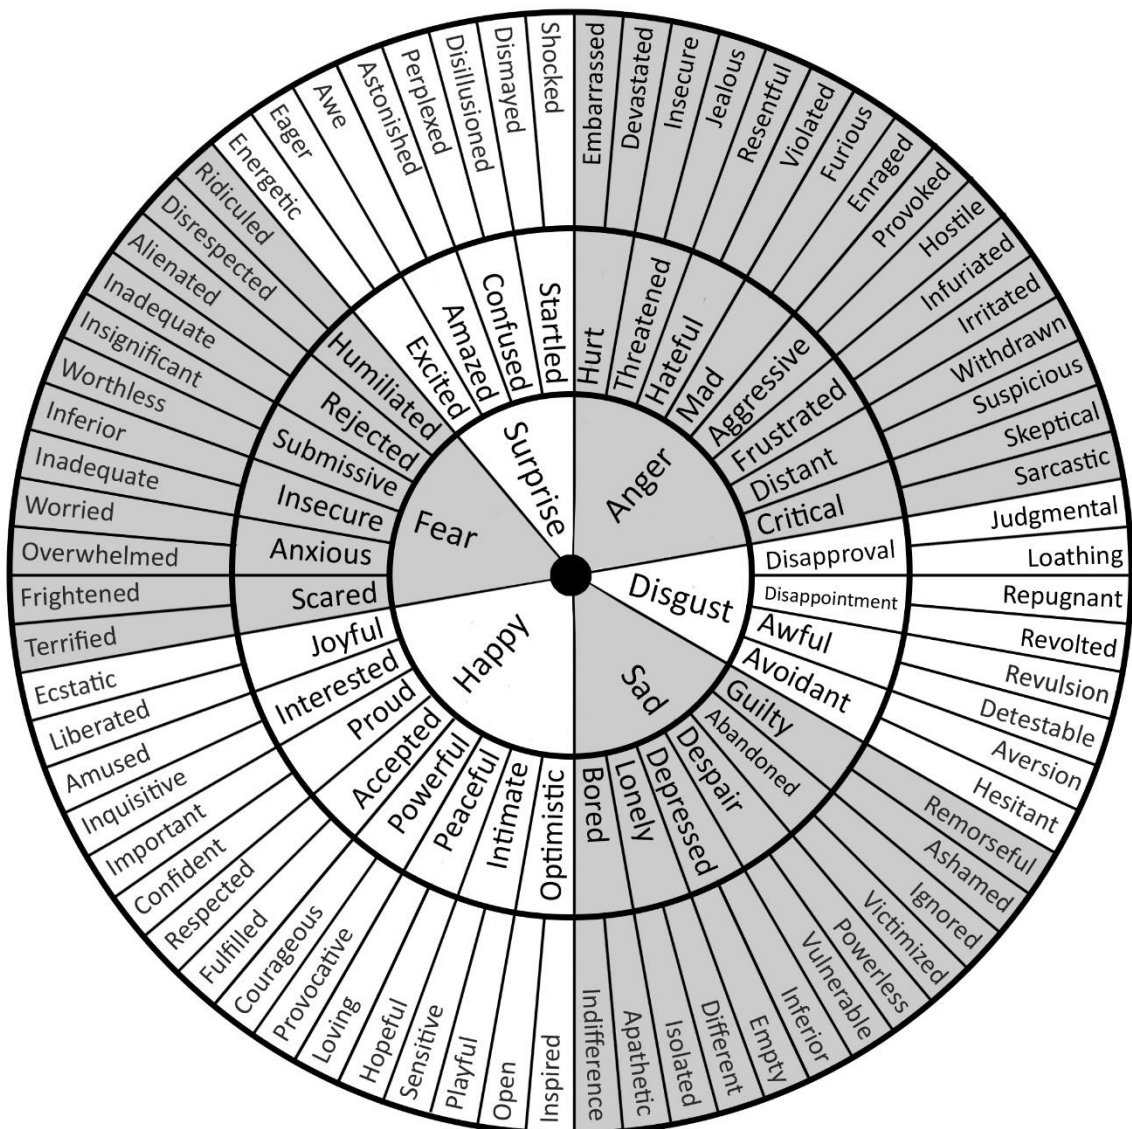 Surprise
Anger
Disgust
Sad
Happy
Fear
Startled
Confused
Amazed
Excited
Hurt
Threatened
Hateful
Mad
Aggressive
Frustrated
Distant
Critical
Disapproval
Disappointment
Awful
Avoidant
Guilty
Abandoned
Despair
Depressed
Lonely
Bored
Optimistic
Intimate
Peaceful
Powerful
Accepted
Proud
Interested
Joyful
Scared
Anxious
Insecure
Submissive
Rejected
Humiliated
Embarrassed
Devastated
Insecure
Jealous
Resentful
Violated
Furious
Enraged
Provoked
Hostile
Infuriated
Irritated
Withdrawn
Suspicious
Skeptical
Sarcastic
Judgmental
Loathing
Repugnant
Revolted
Revulsion
Detestable
Aversion
Hesitant
Remorseful
Ashamed
Ignored
Victimized
Powerless
Vulnerable
Inferior
Empty
Different
Isolated
Apathetic
Indifference
Inspired
Open
Playful
Sensitive
Hopeful
Loving
Provocative
Courageous
Fulfilled
Respected
Confident
Important
Inquisitive
Amused
Liberated
Ecstatic
Terrified
Frightened
Overwhelmed
Worried
Inadequate
Inferior
Worthless
Insignificant
Inadequate
Alienated
Disrespected
Ridiculed
Energetic
Eager
Awe
Astonished
Perplexed
Disillusioned
Dismayed
Shocked